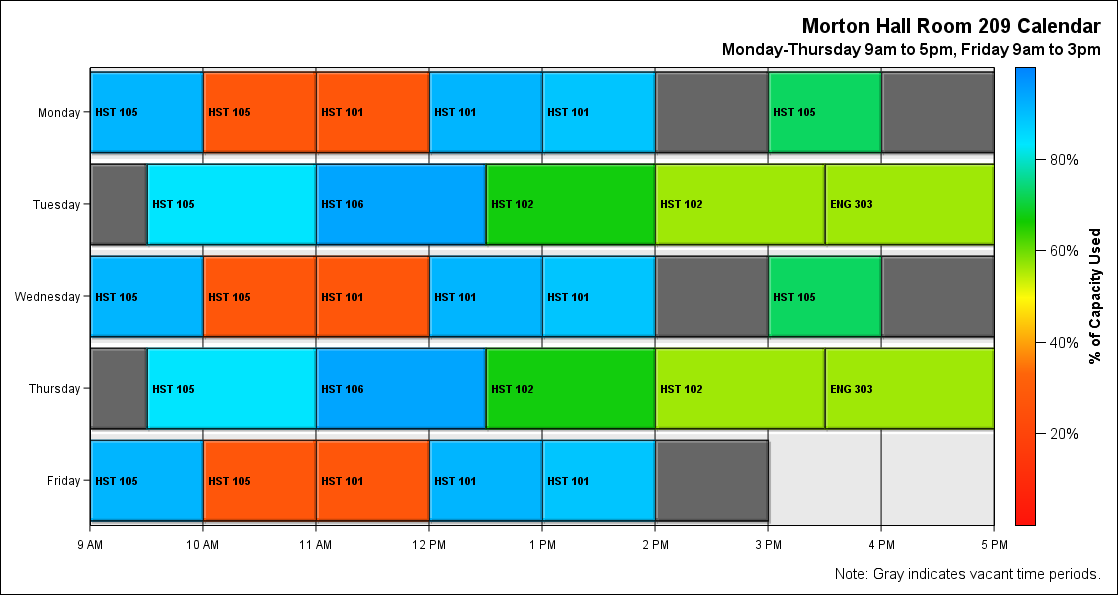 Morton Hall Room 209 Calendar
Monday-Thursday 9am to 5pm, Friday 9am to 3pm
Monday
HST 105
HST 105
HST 101
HST 101
HST 101
HST 105
Tuesday
HST 105
HST 106
HST 102
HST 102
ENG 303
Wednesday
HST 105
HST 105
HST 101
HST 101
HST 101
HST 105
Thursday
HST 105
HST 106
HST 102
HST 102
ENG 303
Friday
HST 105
HST 105
HST 101
HST 101
HST 101
9 AM
10 AM
11 AM
12 PM
1 PM
2 PM
3 PM
4 PM
5 PM
80%
60%
40%
20%
% of Capacity Used
Note: Gray indicates vacant time periods.